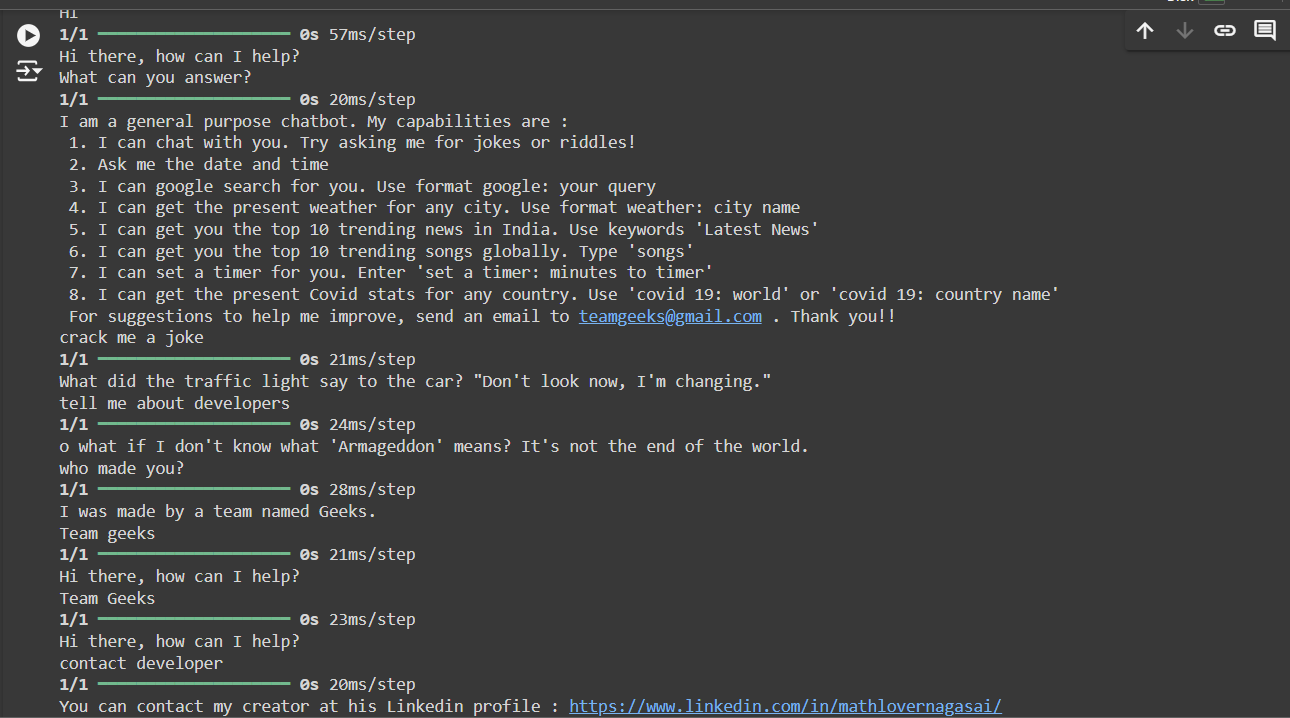 Hi
1/1 ━━━━━━━━━━━━━━━━━━━━ 0s 57ms/step
Hi there, how can I help?
What can you answer?
1/1 ━━━━━━━━━━━━━━━━━━━━ 0s 20ms/step
I am a general purpose chatbot. My capabilities are :
1. I can chat with you. Try asking me for jokes or riddles!
2. Ask me the date and time
3. I can google search for you. Use format google: your query
4. I can get the present weather for any city. Use format weather: city name
5. I can get you the top 10 trending news in India. Use keywords 'Latest News'
6. I can get you the top 10 trending songs globally. Type 'songs'
7. I can set a timer for you. Enter 'set a timer: minutes to timer'
8. I can get the present Covid stats for any country. Use 'covid 19: world' or 'covid 19: country name'
For suggestions to help me improve, send an email to teamgeeks@gmail.com . Thank you!!
crack me a joke
1/1 ━━━━━━━━━━━━━━━━━━━━ 0s 21ms/step
What did the traffic light say to the car? "Don't look now, I'm changing."
tell me about developers
1/1 ━━━━━━━━━━━━━━━━━━━━ 0s 24ms/step
o what if I don't know what 'Armageddon' means? It's not the end of the world.
who made you?
1/1 ━━━━━━━━━━━━━━━━━━━━ 0s 28ms/step
I was made by a team named Geeks.
Team geeks
1/1 ━━━━━━━━━━━━━━━━━━━━ 0s 21ms/step
Hi there, how can I help?
Team Geeks
1/1 ━━━━━━━━━━━━━━━━━━━━ 0s 23ms/step
Hi there, how can I help?
contact developer
1/1 ━━━━━━━━━━━━━━━━━━━━ 0s 20ms/step
You can contact my creator at his Linkedin profile : https://www.linkedin.com/in/mathlovernagasai/